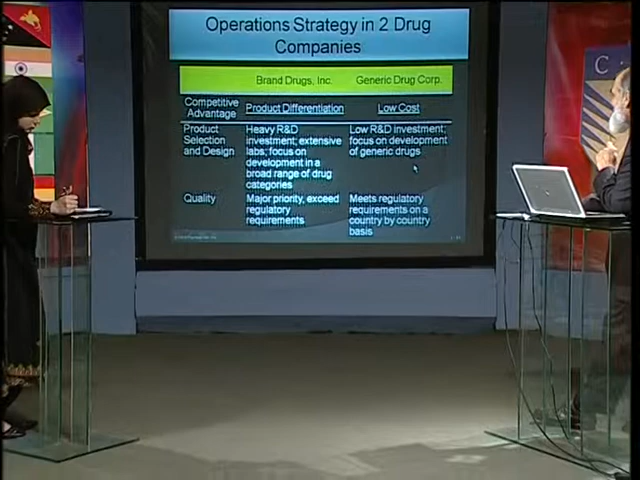 Operations Strategy in 2 Drug
Companies
Brand Drugs, Inc. Generic Drug Corp.
Competitive
Advantage Product Differentiation Low Cost
Product Heavy R&D Low R&D investment;
Selection investment; extensive focus on development
and Design labs; focus on of generic drugs
development in a
broad range of drug
categories
Quality Major priority, exceed Meets regulatory
regulatory requirements on a
requirements country by country
basis